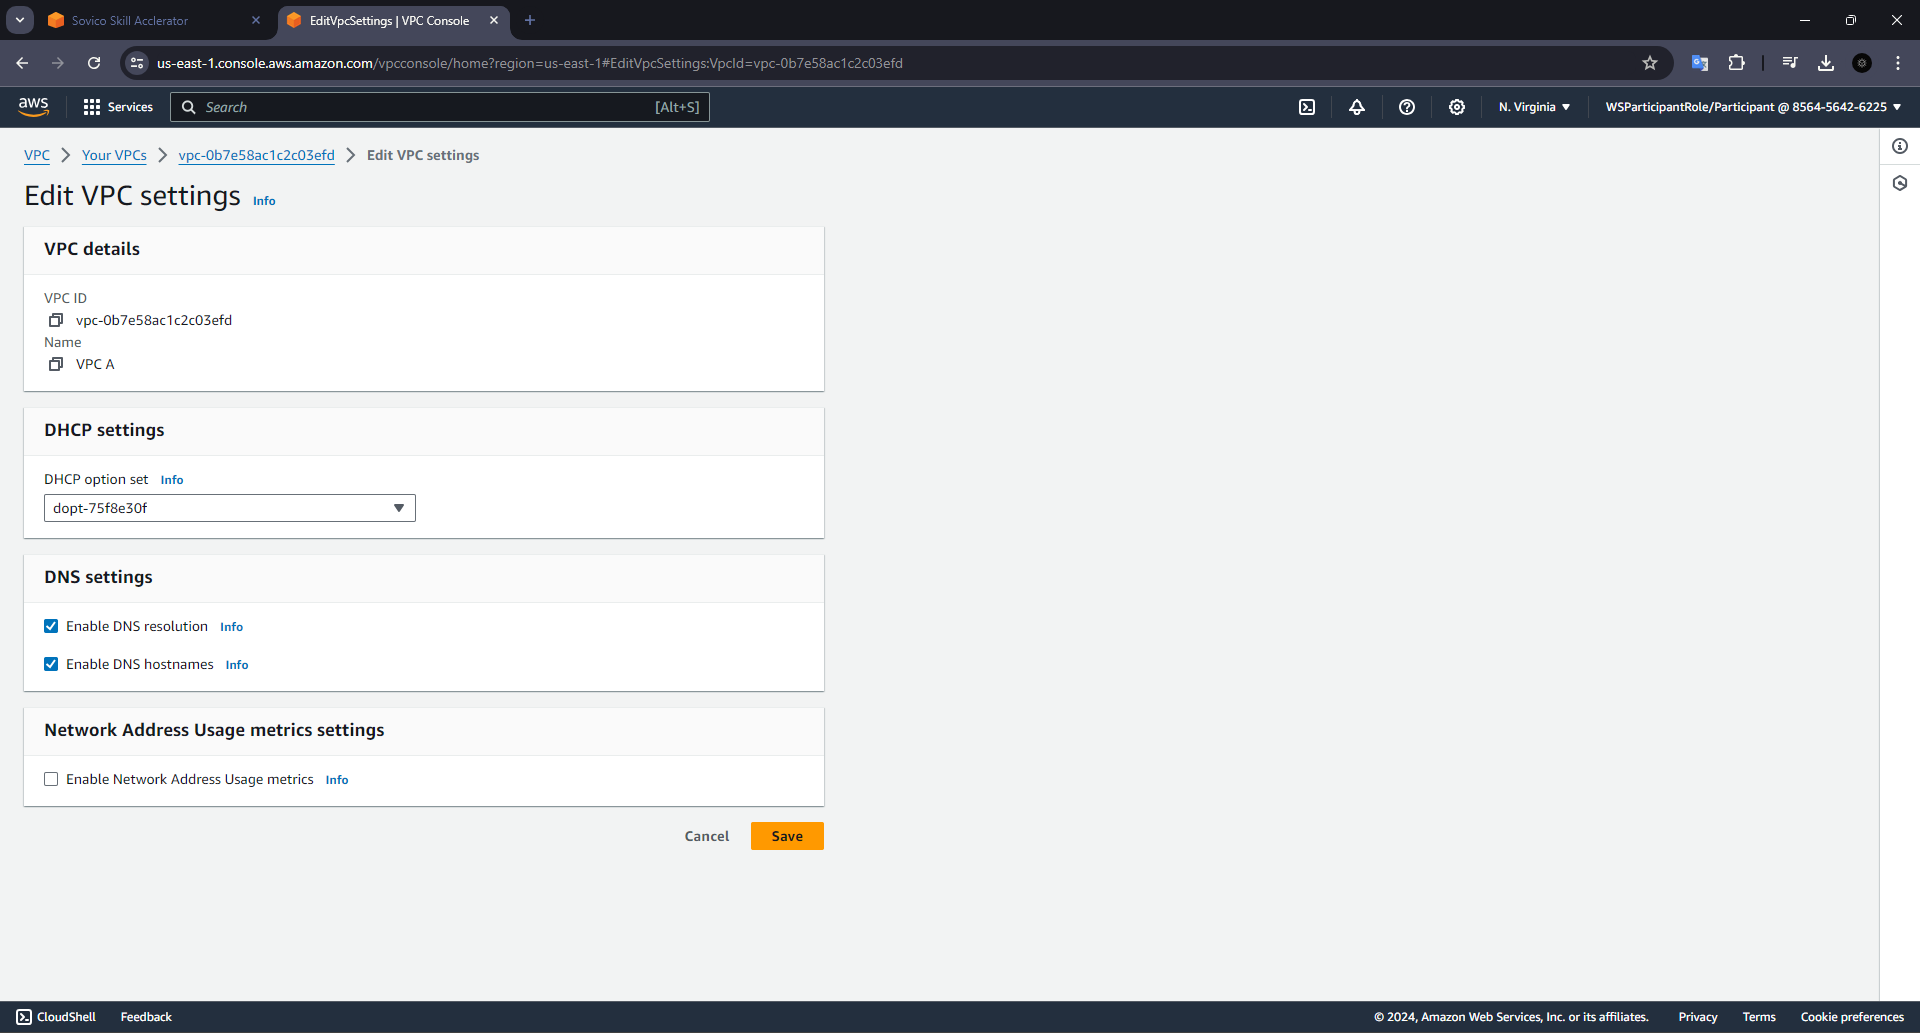 Sovico Skill Acclerator
EditVpcSettings | VPC Console
us-east-1.console.aws.amazon.com/vpcconsole/home?region=us-east-1#EditVpcSettings:VpcId=vpc-0b7e58ac1c2c03efd
aws
Services
Search
[Alt+S]
N. Virginia
WSParticipantRole/Participant @ 8564-5642-6225
VPC
Your VPCs
vpc-0b7e58ac1c2c03efd
Edit VPC settings
Edit VPC settings Info
VPC details
VPC ID
vpc-0b7e58ac1c2c03efd
Name
VPC A
DHCP settings
DHCP option set Info
dopt-75f8e30f
DNS settings
Enable DNS resolution Info
Enable DNS hostnames Info
Network Address Usage metrics settings
Enable Network Address Usage metrics Info
Cancel
Save
CloudShell
Feedback
© 2024, Amazon Web Services, Inc. or its affiliates.
Privacy
Terms
Cookie preferences